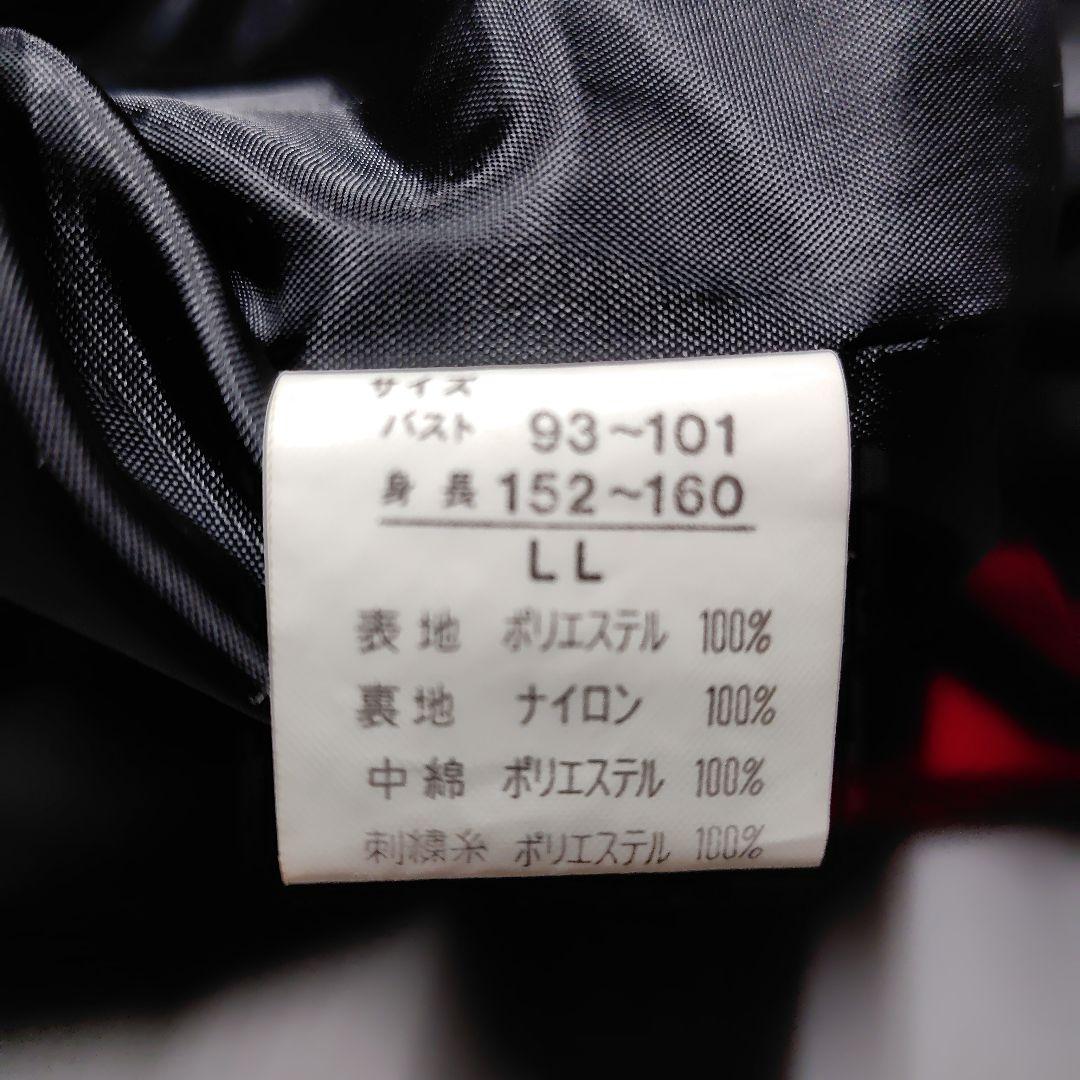 サイズ
バスト 93~101
身長 152~160
LL
表地 ポリエステル 100%
裏地 ナイロン 100%
中綿 ポリエステル 100%
刺繍糸 ポリエステル 100%